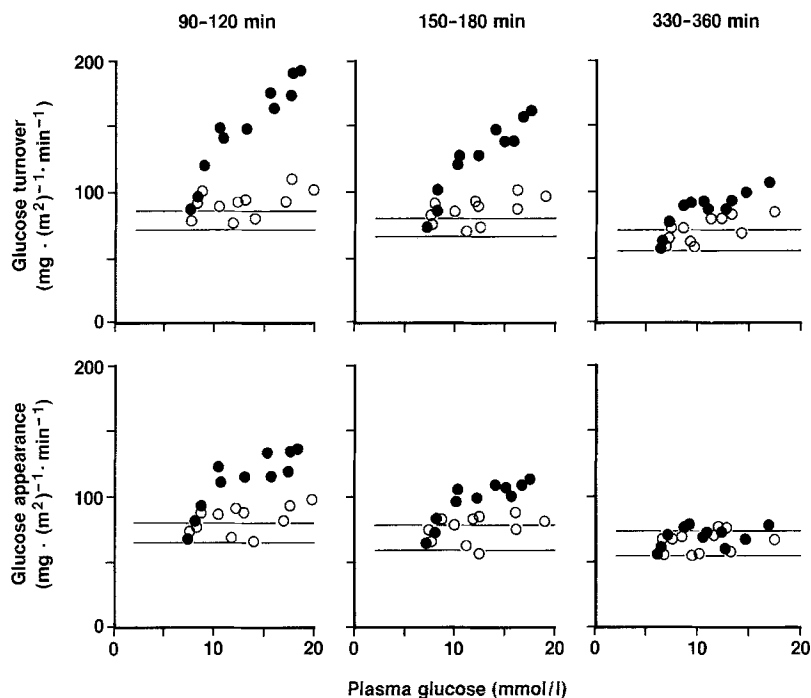 90–120 min
150–180 min
330–360 min
Glucose turnover
(mg · (m²)⁻¹ · min⁻¹)
200
100
0
Glucose appearance
(mg · (m²)⁻¹ · min⁻¹)
200
100
0
0 10 20
0 10 20
0 10 20
Plasma glucose (mmol/l)